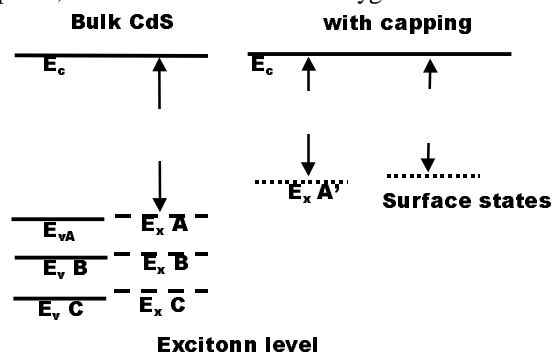 Bulk CdS
with capping
Ec
Ec
Ex A’
Surface states
EvA
Ex A
Ev B
Ex B
Ev C
Ex C
Excitonn level